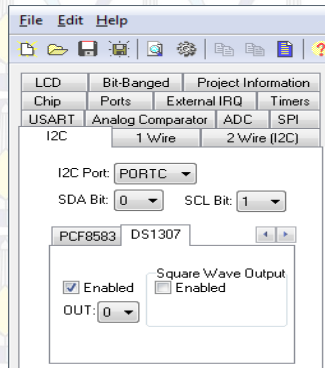 File Edit Help
LCD Bit-Banged Project Information
Chip Ports External IRQ Timers
USART Analog Comparator ADC SPI
I2C 1 Wire 2 Wire (I2C)
I2C Port: PORTC
SDA Bit: 0 SCL Bit: 1
PCF8583 DS1307
Square Wave Output
Enabled Enabled
OUT: 0